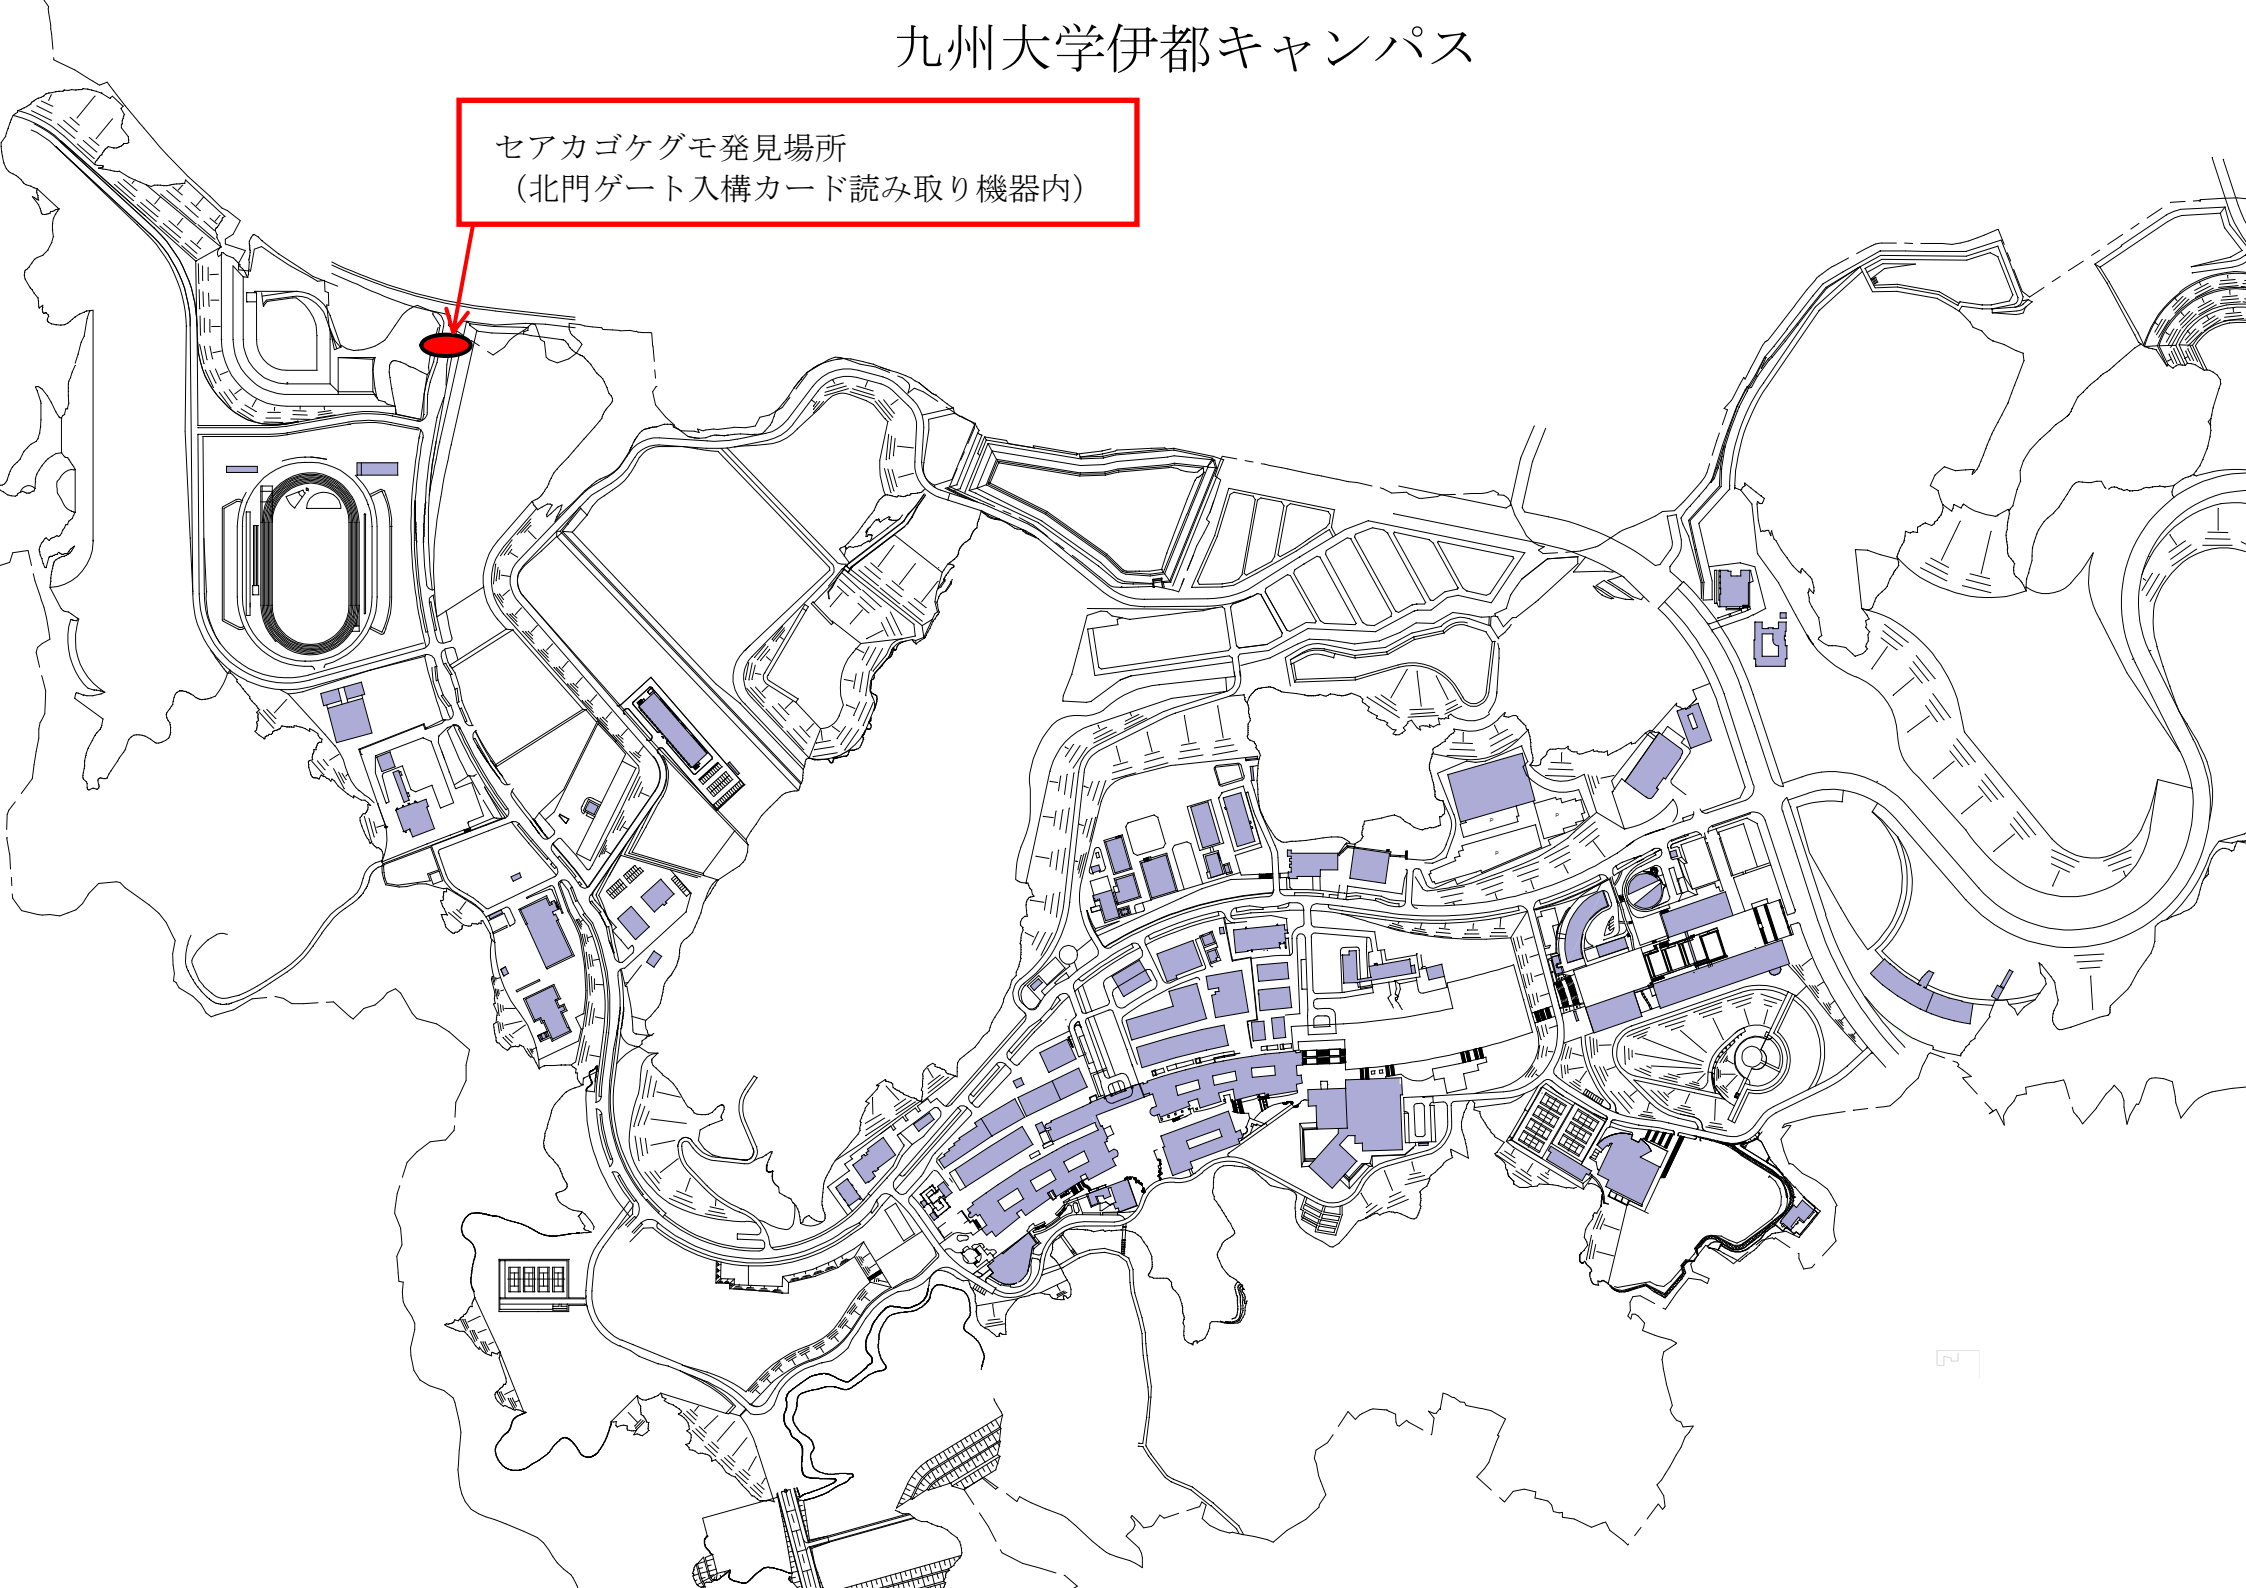 九州大学伊都キャンパス
セアカゴケグモ発見場所
（北門ゲート入構カード読み取り機器内）